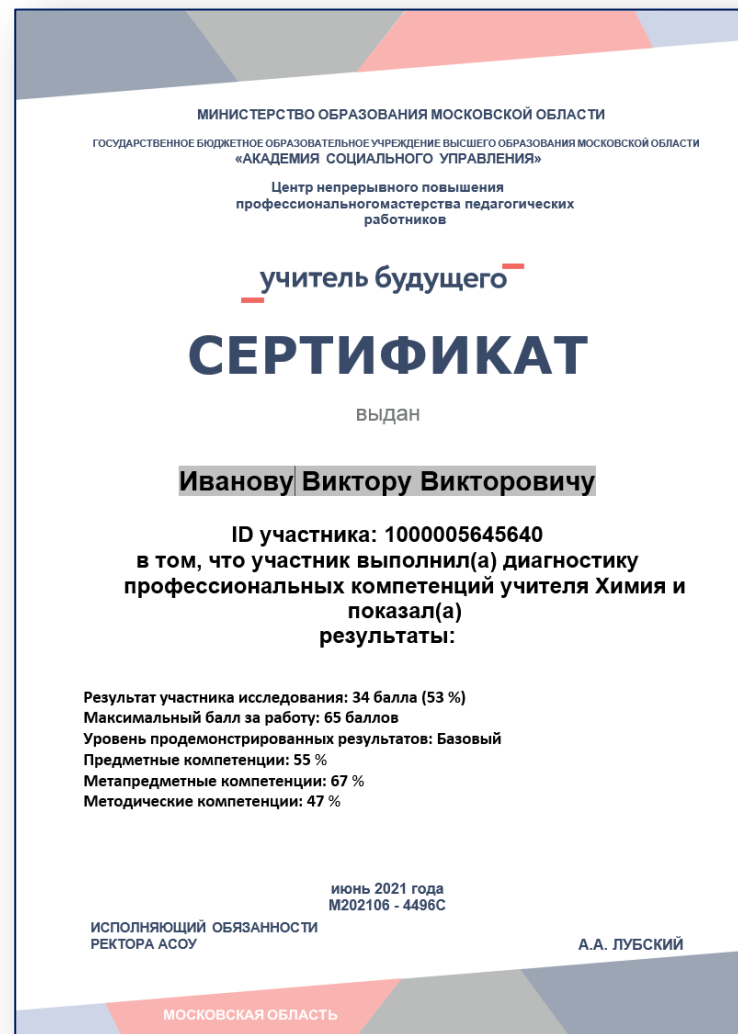 МИНИСТЕРСТВО ОБРАЗОВАНИЯ МОСКОВСКОЙ ОБЛАСТИ
ГОСУДАРСТВЕННОЕ БЮДЖЕТНОЕ ОБРАЗОВАТЕЛЬНОЕ УЧРЕЖДЕНИЕ ВЫСШЕГО ОБРАЗОВАНИЯ МОСКОВСКОЙ ОБЛАСТИ
«АКАДЕМИЯ СОЦИАЛЬНОГО УПРАВЛЕНИЯ»
Центр непрерывного повышения
профессиональногомастерства педагогических
работников
учитель будущего
СЕРТИФИКАТ
выдан
Иванову Виктору Викторовичу
ID участника: 1000005645640
в том, что участник выполнил(а) диагностику
профессиональных компетенций учителя Химия и
показал(а)
результаты:
Результат участника исследования: 34 балла (53 %)
Максимальный балл за работу: 65 баллов
Уровень продемонстрированных результатов: Базовый
Предметные компетенции: 55 %
Метапредметные компетенции: 67 %
Методические компетенции: 47 %
июнь 2021 года
М202106 - 4496С
ИСПОЛНЯЮЩИЙ ОБЯЗАННОСТИ
РЕКТОРА АСОУ
А.А. ЛУБСКИЙ
МОСКОВСКАЯ ОБЛАСТЬ